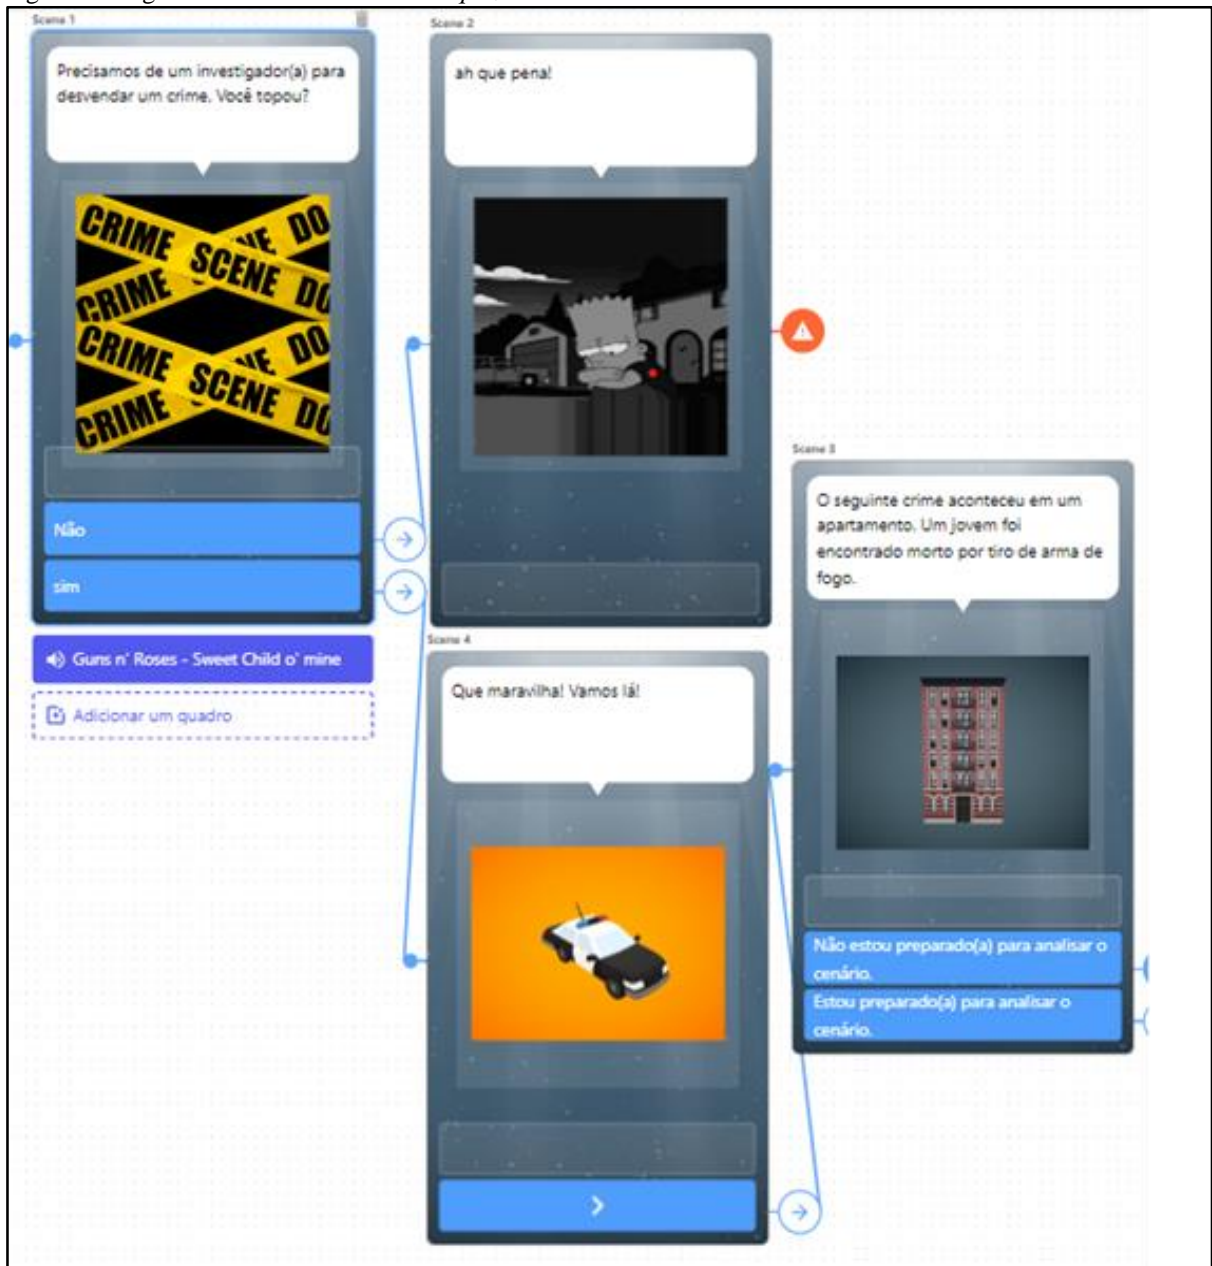 Scene 1
Precisamos de um investigador(a) para
desvendar um crime. Você topou?
CRIME SCENE DO
CRIME SCENE DO
CRIME SCENE DO
CRIME SCENE DO
Não
sim
Guns n' Roses - Sweet Child o' mine
Adicionar um quadro
Scene 2
ah que pena!
Scene 4
Que maravilha! Vamos lá!
Scene 3
O seguinte crime aconteceu em um
apartamento. Um jovem foi
encontrado morto por tiro de arma de
fogo.
Não estou preparado(a) para analisar o
cenário.
Estou preparado(a) para analisar o
cenário.